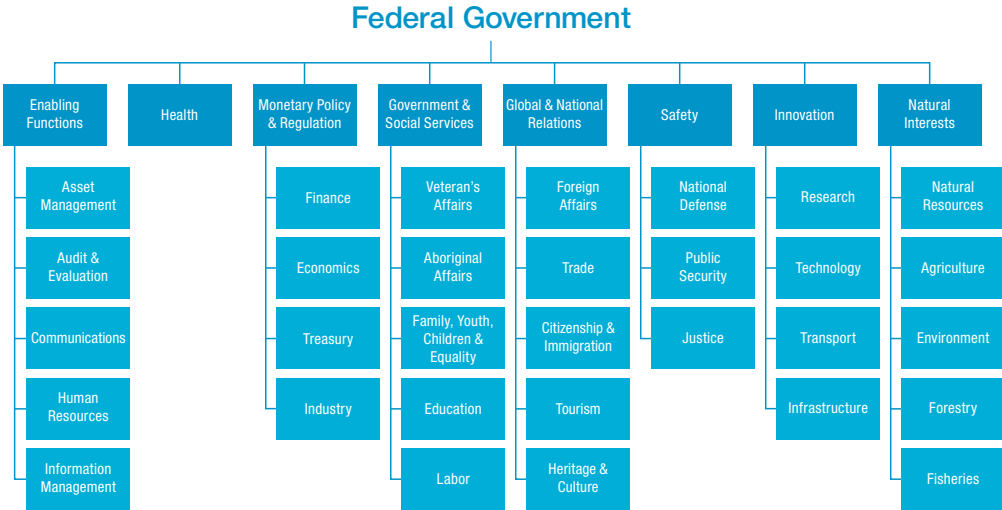 Federal Government
Enabling
Functions
Health
Monetary Policy
& Regulation
Government &
Social Services
Global & National
Relations
Safety
Innovation
Natural
Interests
Asset
Management
Audit &
Evaluation
Communications
Human
Resources
Information
Management
Finance
Economics
Treasury
Industry
Veteran's
Affairs
Aboriginal
Affairs
Family, Youth,
Children &
Equality
Education
Labor
Foreign
Affairs
Trade
Citizenship &
Immigration
Tourism
Heritage &
Culture
National
Defense
Public
Security
Justice
Research
Technology
Transport
Infrastructure
Natural
Resources
Agriculture
Environment
Forestry
Fisheries